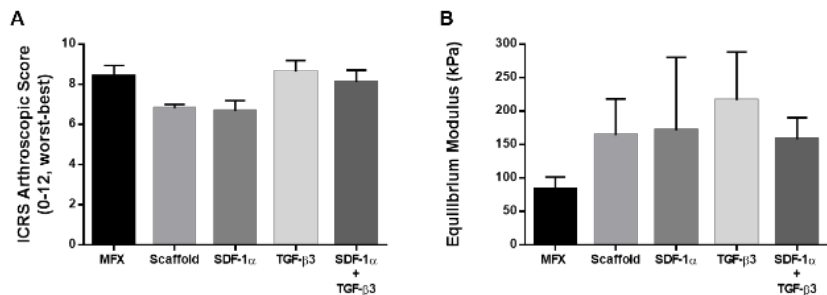 A
ICRS Arthroscopic Score
(0-12, worst-best)
10
8
6
4
2
0
MFX Scaffold SDF-1α TGF-β3 SDF-1α
+
TGF-β3
B
Equilibrium Modulus (kPa)
300
250
200
150
100
50
0
MFX Scaffold SDF-1α TGF-β3 SDF-1α
+
TGF-β3